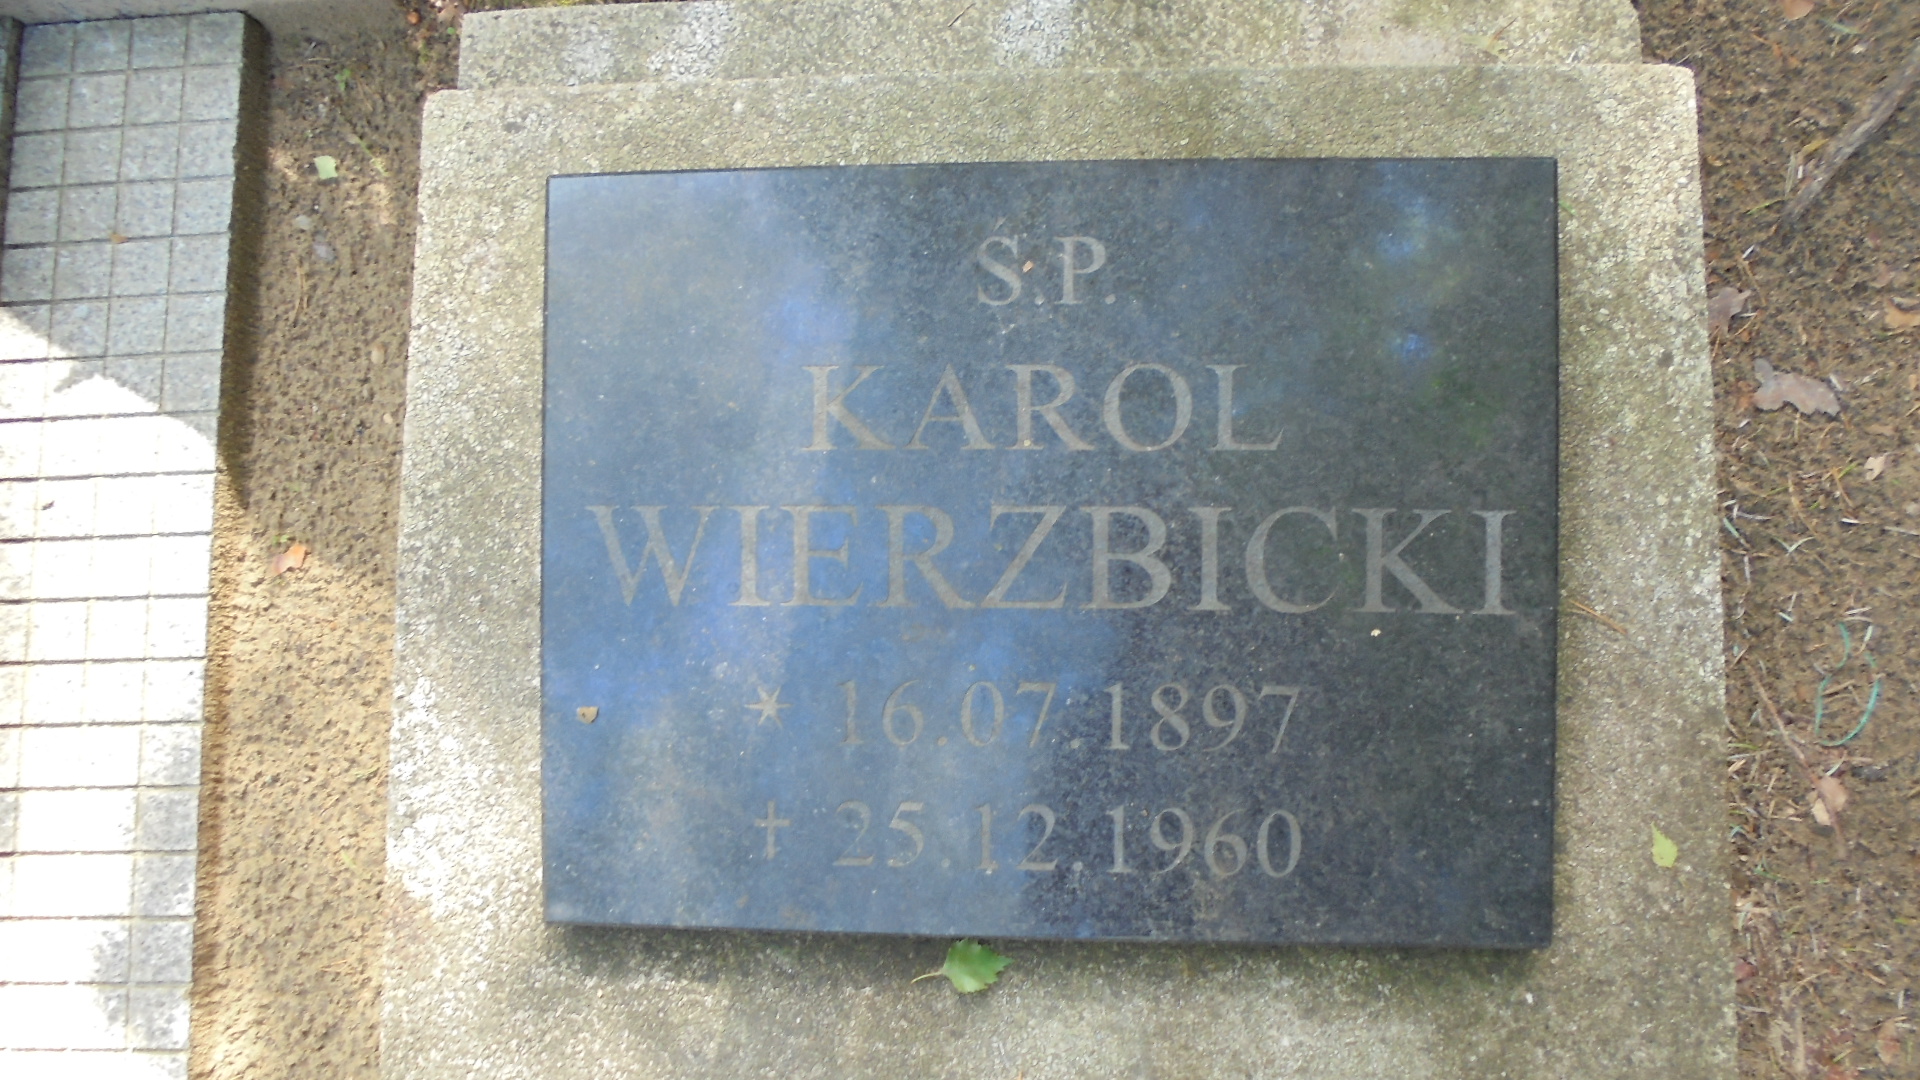 S.P.
KAROL
WIERZBICKI
* 16.07.1897
† 25.12.1960